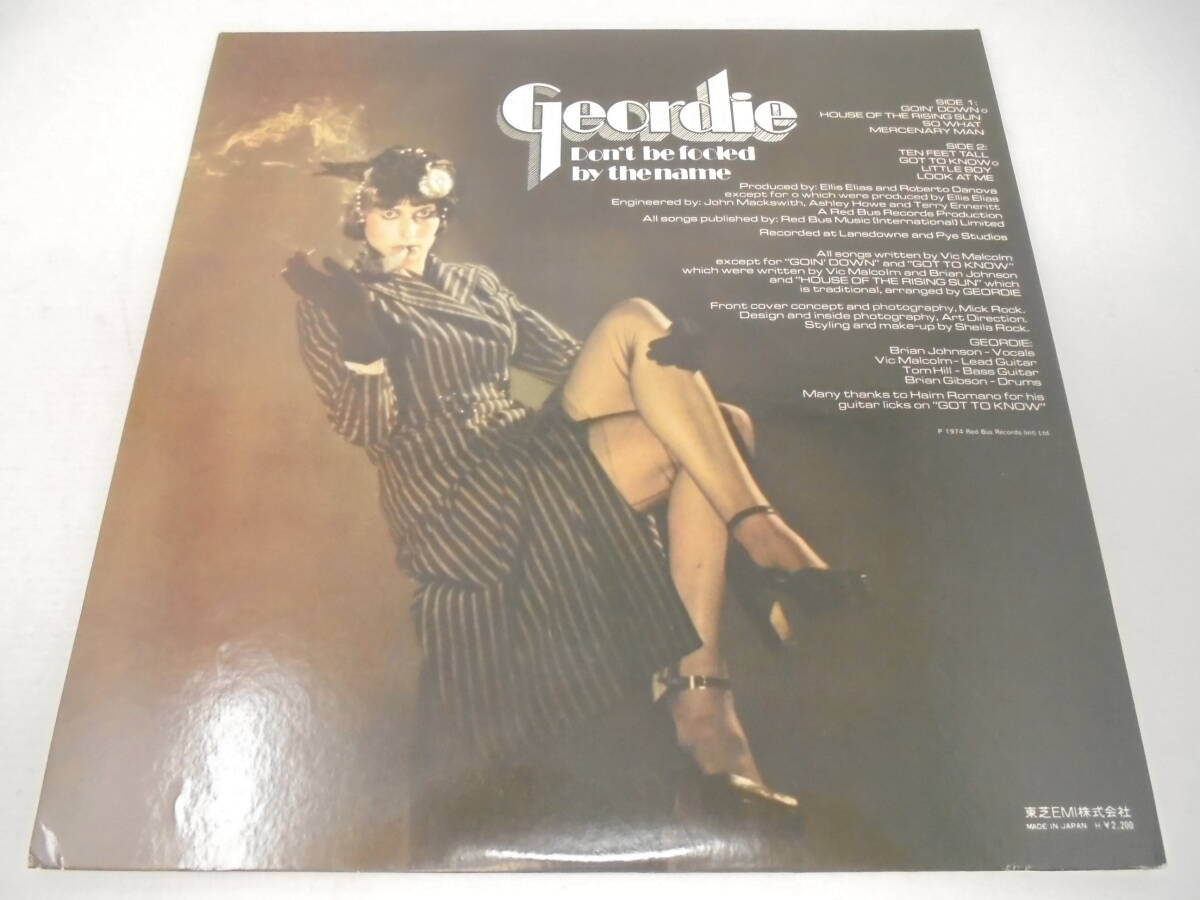 Geordie
Don't be fooled
by the name
SIDE 1:
GOIN' DOWN o
HOUSE OF THE RISING SUN
SO WHAT
MERCENARY MAN
SIDE 2:
TEN FEET TALL
GOT TO KNOW o
LITTLE BOY
LOOK AT ME
Produced by: Ellis Elias and Roberto Danova
except for o which were produced by Ellis Elias
Engineered by: John Mackswith, Ashley Howe and Terry Enneritt
A Red Bus Records Production
All songs published by: Red Bus Music (International) Limited
Recorded at Lansdowne and Pye Studios
All songs written by Vic Malcolm
except for "GOIN' DOWN" and "GOT TO KNOW"
which were written by Vic Malcolm and Brian Johnson
and "HOUSE OF THE RISING SUN" which
is traditional, arranged by GEORDIE
Front cover concept and photography, Mick Rock.
Design and inside photography, Art Direction.
Styling and make-up by Sheila Rock.
GEORDIE:
Brian Johnson - Vocals
Vic Malcolm - Lead Guitar
Tom Hill - Bass Guitar
Brian Gibson - Drums
Many thanks to Haim Romano for his
guitar licks on "GOT TO KNOW"
P 1974 Red Bus Records (Int) Ltd.
東芝EMI株式会社
MADE IN JAPAN H ¥2,200